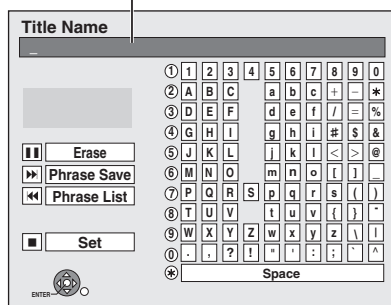 Title Name
_
① 1 2 3 4 5 6 7 8 9 0
② A B C a b c + − *
③ D E F d e f / = %
④ G H I g h i # $ &
⑤ J K L j k l < > @
⑥ M N O m n o [ ] _
⑦ P Q R S p q r s ( )
⑧ T U V t u v { } -
⑨ W X Y Z w x y z \ |
⓪ . , ? ! " ' : ; ` ^
✱ Space
Erase
Phrase Save
Phrase List
Set
ENTER